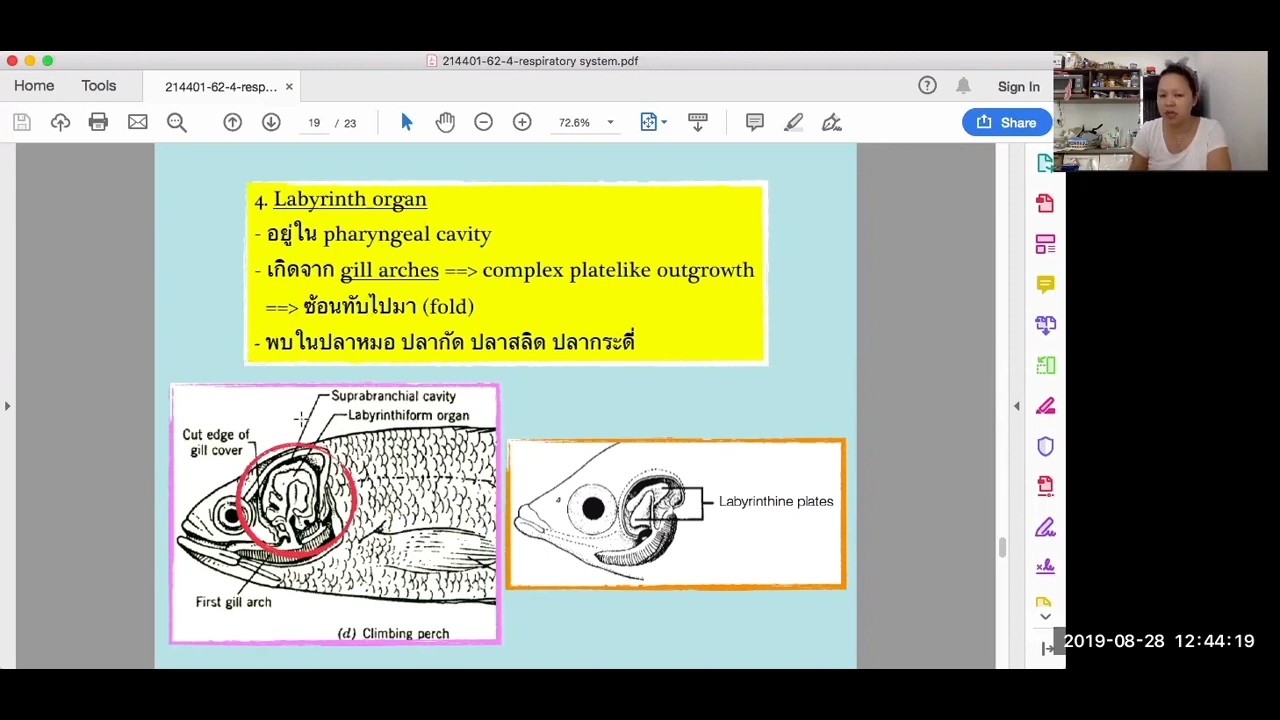 214401-62-4-respiratory system.pdf
Home Tools 214401-62-4-resp... × Sign In
19 / 23 72.6% Share
4. Labyrinth organ
- อยู่ใน pharyngeal cavity
- เกิดจาก gill arches ==> complex platelike outgrowth
==> ซ้อนทับไปมา (fold)
- พบในปลาหมอ ปลากัด ปลาสลิด ปลากระดี่
Suprabranchial cavity
Labyrinthiform organ
Cut edge of
gill cover
First gill arch
(d) Climbing perch
Labyrinthine plates
2019-08-28 12:44:19